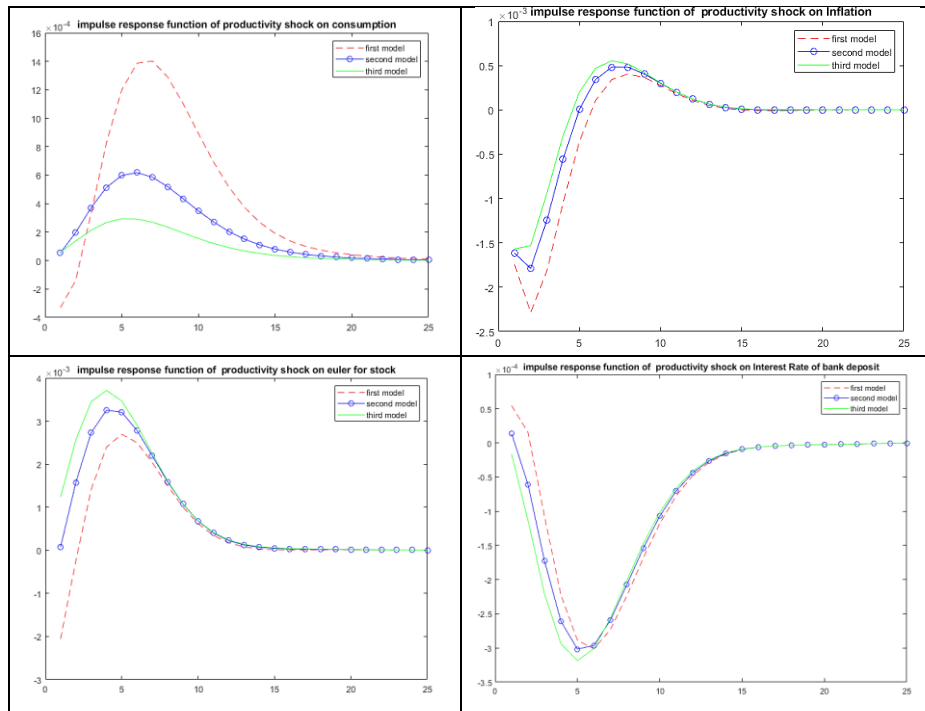 impulse response function of productivity shock on consumption
×10⁻⁴
16
14
12
10
8
6
4
2
0
-2
-4
0 5 10 15 20 25
first model
second model
third model
impulse response function of productivity shock on Inflation
×10⁻³
1
0.5
0
-0.5
-1
-1.5
-2
-2.5
0 5 10 15 20 25
first model
second model
third model
impulse response function of productivity shock on euler for stock
×10⁻³
4
3
2
1
0
-1
-2
-3
0 5 10 15 20 25
first model
second model
third model
impulse response function of productivity shock on Interest Rate of bank deposit
×10⁻⁴
1
0.5
0
-0.5
-1
-1.5
-2
-2.5
-3
-3.5
0 5 10 15 20 25
first model
second model
third model